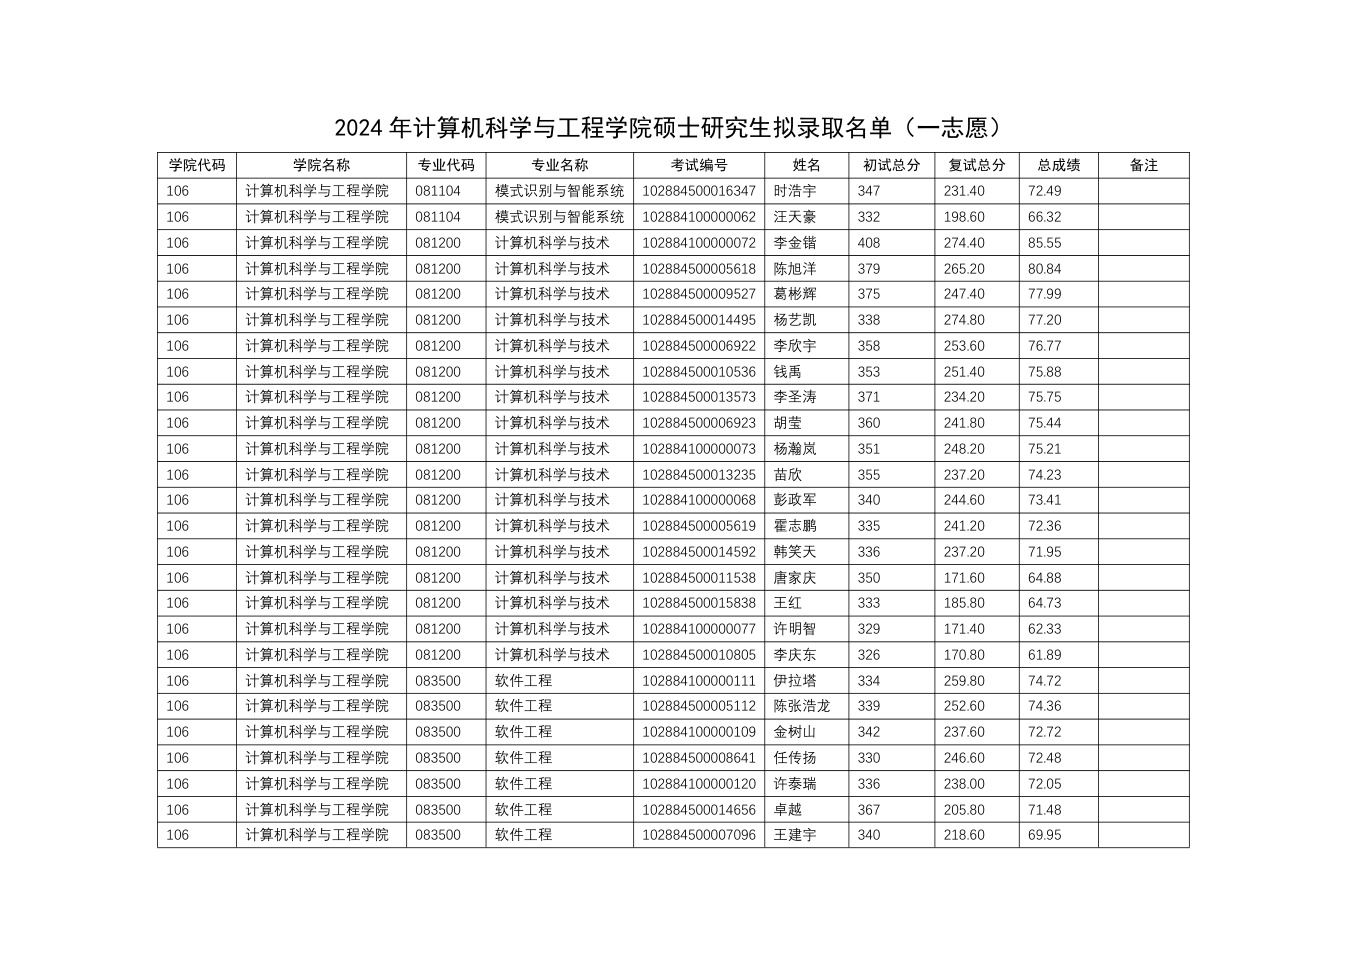 2024 年计算机科学与工程学院硕士研究生拟录取名单（一志愿）
学院代码 学院名称 专业代码 专业名称 考试编号 姓名 初试总分 复试总分 总成绩 备注
106 计算机科学与工程学院 081104 模式识别与智能系统 102884500016347 时浩宇 347 231.40 72.49
106 计算机科学与工程学院 081104 模式识别与智能系统 102884100000062 汪天豪 332 198.60 66.32
106 计算机科学与工程学院 081200 计算机科学与技术 102884100000072 李金锴 408 274.40 85.55
106 计算机科学与工程学院 081200 计算机科学与技术 102884500005618 陈旭洋 379 265.20 80.84
106 计算机科学与工程学院 081200 计算机科学与技术 102884500009527 葛彬辉 375 247.40 77.99
106 计算机科学与工程学院 081200 计算机科学与技术 102884500014495 杨艺凯 338 274.80 77.20
106 计算机科学与工程学院 081200 计算机科学与技术 102884500006922 李欣宇 358 253.60 76.77
106 计算机科学与工程学院 081200 计算机科学与技术 102884500010536 钱禹 353 251.40 75.88
106 计算机科学与工程学院 081200 计算机科学与技术 102884500013573 李圣涛 371 234.20 75.75
106 计算机科学与工程学院 081200 计算机科学与技术 102884500006923 胡莹 360 241.80 75.44
106 计算机科学与工程学院 081200 计算机科学与技术 102884100000073 杨瀚岚 351 248.20 75.21
106 计算机科学与工程学院 081200 计算机科学与技术 102884500013235 苗欣 355 237.20 74.23
106 计算机科学与工程学院 081200 计算机科学与技术 102884100000068 彭政军 340 244.60 73.41
106 计算机科学与工程学院 081200 计算机科学与技术 102884500005619 霍志鹏 335 241.20 72.36
106 计算机科学与工程学院 081200 计算机科学与技术 102884500014592 韩笑天 336 237.20 71.95
106 计算机科学与工程学院 081200 计算机科学与技术 102884500011538 唐家庆 350 171.60 64.88
106 计算机科学与工程学院 081200 计算机科学与技术 102884500015838 王红 333 185.80 64.73
106 计算机科学与工程学院 081200 计算机科学与技术 102884100000077 许明智 329 171.40 62.33
106 计算机科学与工程学院 081200 计算机科学与技术 102884500010805 李庆东 326 170.80 61.89
106 计算机科学与工程学院 083500 软件工程 102884100000111 伊拉塔 334 259.80 74.72
106 计算机科学与工程学院 083500 软件工程 102884500005112 陈张浩龙 339 252.60 74.36
106 计算机科学与工程学院 083500 软件工程 102884100000109 金树山 342 237.60 72.72
106 计算机科学与工程学院 083500 软件工程 102884500008641 任传扬 330 246.60 72.48
106 计算机科学与工程学院 083500 软件工程 102884100000120 许泰瑞 336 238.00 72.05
106 计算机科学与工程学院 083500 软件工程 102884500014656 卓越 367 205.80 71.48
106 计算机科学与工程学院 083500 软件工程 102884500007096 王建宇 340 218.60 69.95